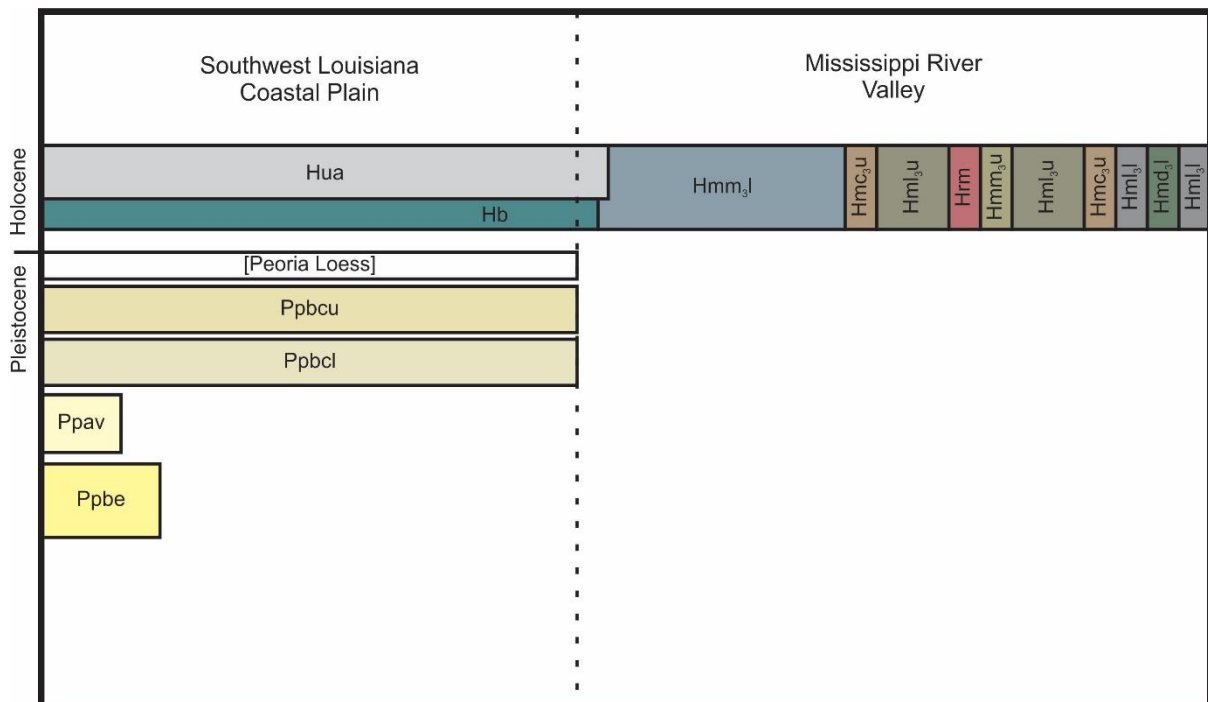 Southwest Louisiana
Coastal Plain
Mississippi River
Valley
Holocene
Hua
Hb
Hmm₃l
Hmc₃u
Hml₃u
Hrm
Hmm₃u
Hml₃u
Hmc₃u
Hml₃l
Hmd₃l
Hml₃l
Pleistocene
[Peoria Loess]
Ppbcu
Ppbcl
Ppav
Ppbe